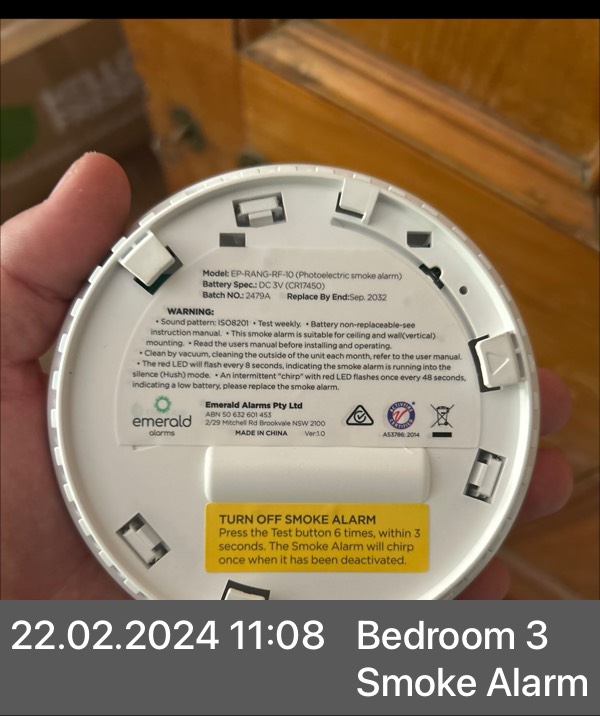 Model: EP-RANG-RF-10 (Photoelectric smoke alarm)
Battery Spec.: DC 3V (CR17450)
Batch NO.: 2479A Replace By End:Sep. 2032
WARNING:
• Sound pattern: ISO8201 • Test weekly. • Battery non-replaceable-see
instruction manual. • This smoke alarm is suitable for ceiling and wall(vertical)
mounting. • Read the users manual before installing and operating.
• Clean by vacuum, cleaning the outside of the unit each month, refer to the user manual.
• The red LED will flash every 8 seconds, indicating the smoke alarm is running into the
silence (Hush) mode. • An intermittent "chirp" with red LED flashes once every 48 seconds,
indicating a low battery, please replace the smoke alarm.
emerald
alarms
Emerald Alarms Pty Ltd
ABN 50 632 601 453
2/29 Mitchell Rd Brookvale NSW 2100
MADE IN CHINA Ver:1.0
AS3786: 2014
TURN OFF SMOKE ALARM
Press the Test button 6 times, within 3
seconds. The Smoke Alarm will chirp
once when it has been deactivated.
22.02.2024 11:08 Bedroom 3
Smoke Alarm